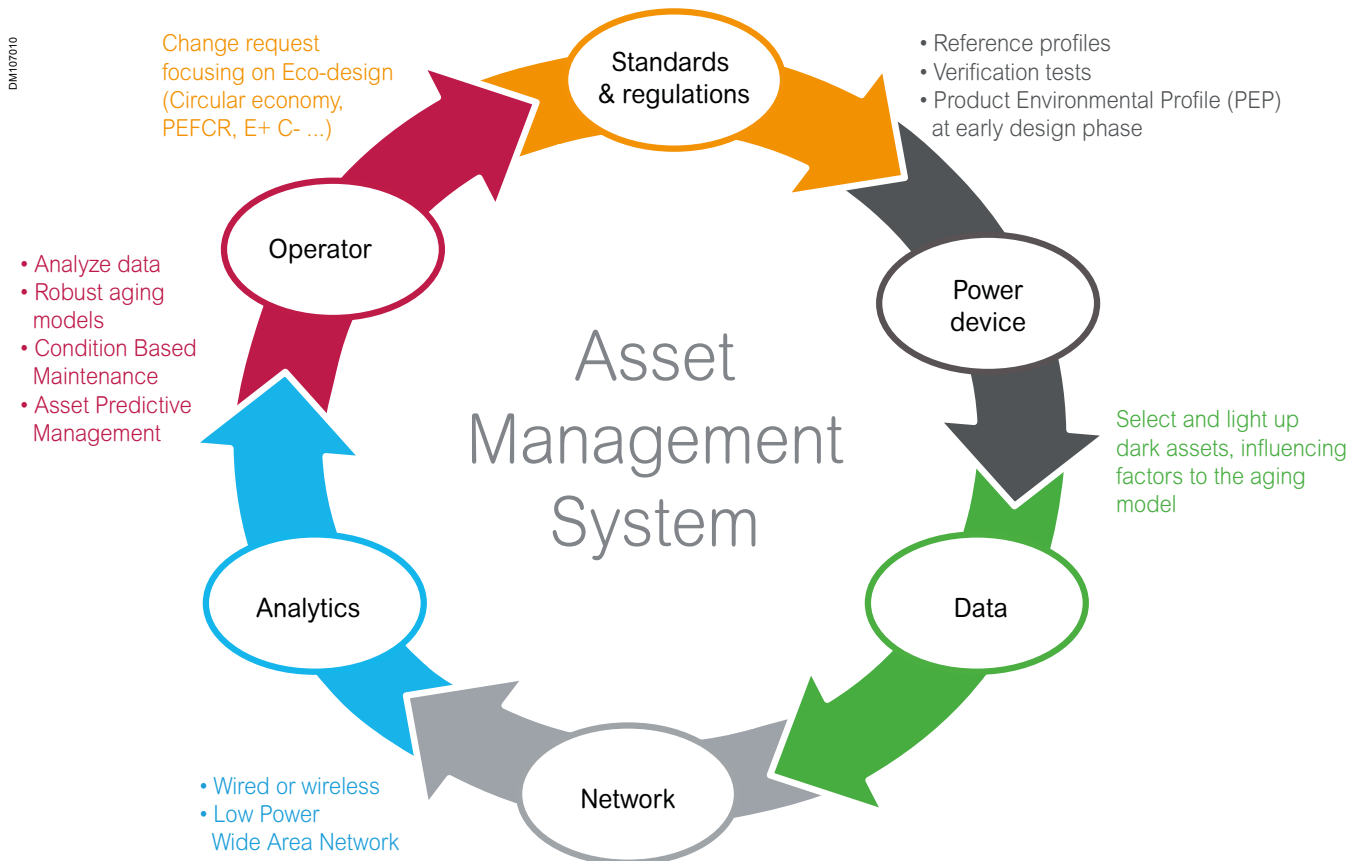 DM107010
Change request
focusing on Eco-design
(Circular economy,
PEFCR, E+ C- ...)
Standards
& regulations
• Reference profiles
• Verification tests
• Product Environmental Profile (PEP)
at early design phase
Operator
Power
device
• Analyze data
• Robust aging
models
• Condition Based
Maintenance
• Asset Predictive
Management
Asset
Management
System
Select and light up
dark assets, influencing
factors to the aging
model
Analytics
Data
Network
• Wired or wireless
• Low Power
Wide Area Network